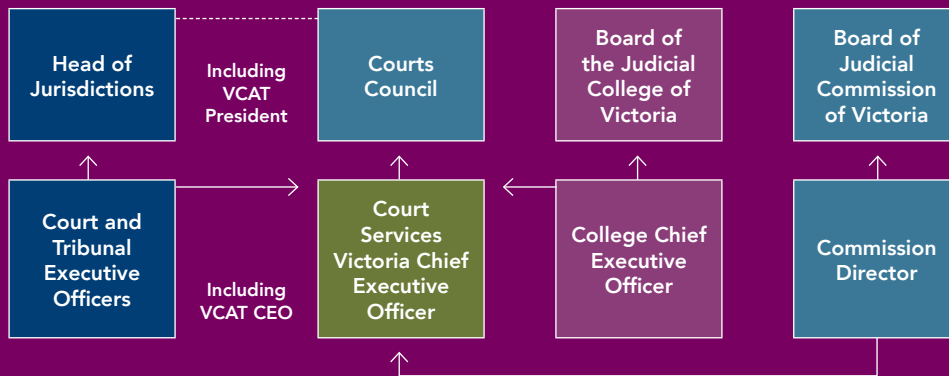 Head of
Jurisdictions
Including
VCAT
President
Courts
Council
Board of
the Judicial
College of
Victoria
Board of
Judicial
Commission
of Victoria
Court and
Tribunal
Executive
Officers
Including
VCAT CEO
Court
Services
Victoria Chief
Executive
Officer
College Chief
Executive
Officer
Commission
Director